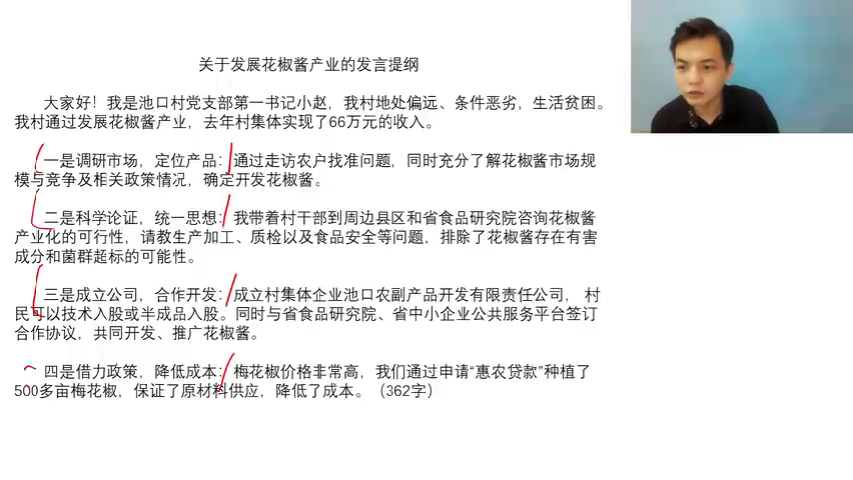 关于发展花椒酱产业的发言提纲
大家好！我是池口村党支部第一书记小赵，我村地处偏远、条件恶劣，生活贫困。
我村通过发展花椒酱产业，去年村集体实现了66万元的收入。
一是调研市场，定位产品：通过走访农户找准问题，同时充分了解花椒酱市场规
模与竞争及相关政策情况，确定开发花椒酱。
二是科学论证，统一思想：我带着村干部到周边县区和省食品研究院咨询花椒酱
产业化的可行性，请教生产加工、质检以及食品安全等问题，排除了花椒酱存在有害
成分和菌群超标的可能性。
三是成立公司，合作开发：成立村集体企业池口农副产品开发有限责任公司， 村
民可以技术入股或半成品入股。同时与省食品研究院、省中小企业公共服务平台签订
合作协议，共同开发、推广花椒酱。
四是借力政策，降低成本：梅花椒价格非常高，我们通过申请“惠农贷款”种植了
500多亩梅花椒，保证了原材料供应，降低了成本。（362字）